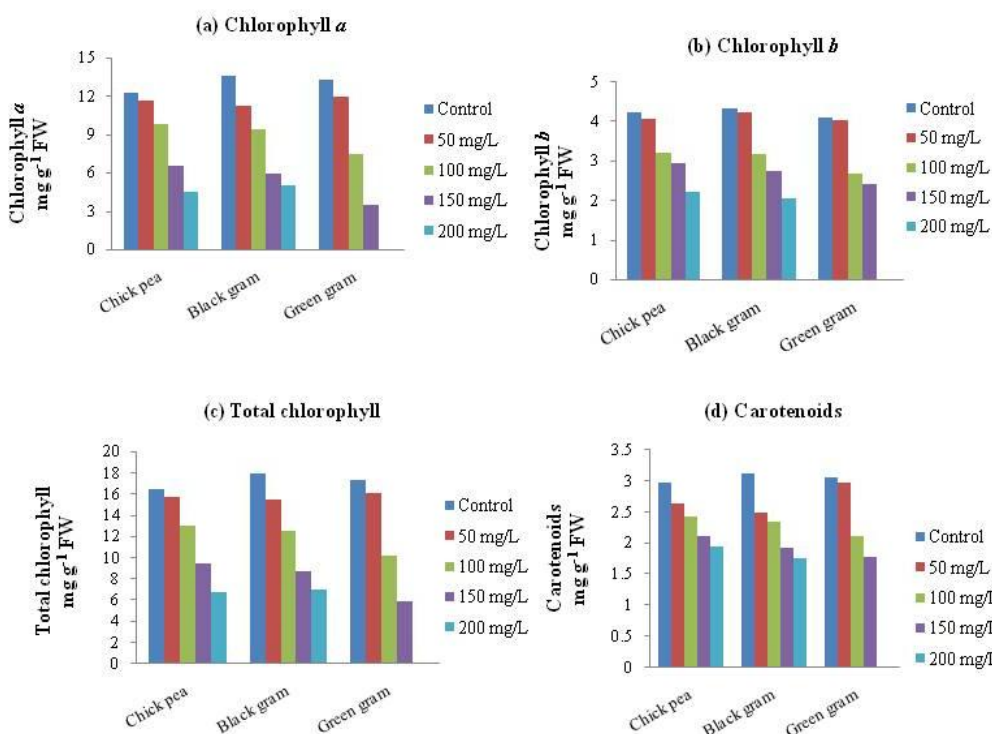 (a) Chlorophyll a
Chlorophyll a
mg g-1 FW
15
12
9
6
3
0
Chick pea
Black gram
Green gram
Control
50 mg/L
100 mg/L
150 mg/L
200 mg/L
(b) Chlorophyll b
Chlorophyll b
mg g-1 FW
5
4
3
2
1
0
Chick pea
Black gram
Green gram
Control
50 mg/L
100 mg/L
150 mg/L
200 mg/L
(c) Total chlorophyll
Total chlorophyll
mg g-1 FW
20
18
16
14
12
10
8
6
4
2
0
Chick pea
Black gram
Green gram
Control
50 mg/L
100 mg/L
150 mg/L
200 mg/L
(d) Carotenoids
Carotenoids
mg g-1 FW
3.5
3
2.5
2
1.5
1
0.5
0
Chick pea
Black gram
Green gram
Control
50 mg/L
100 mg/L
150 mg/L
200 mg/L